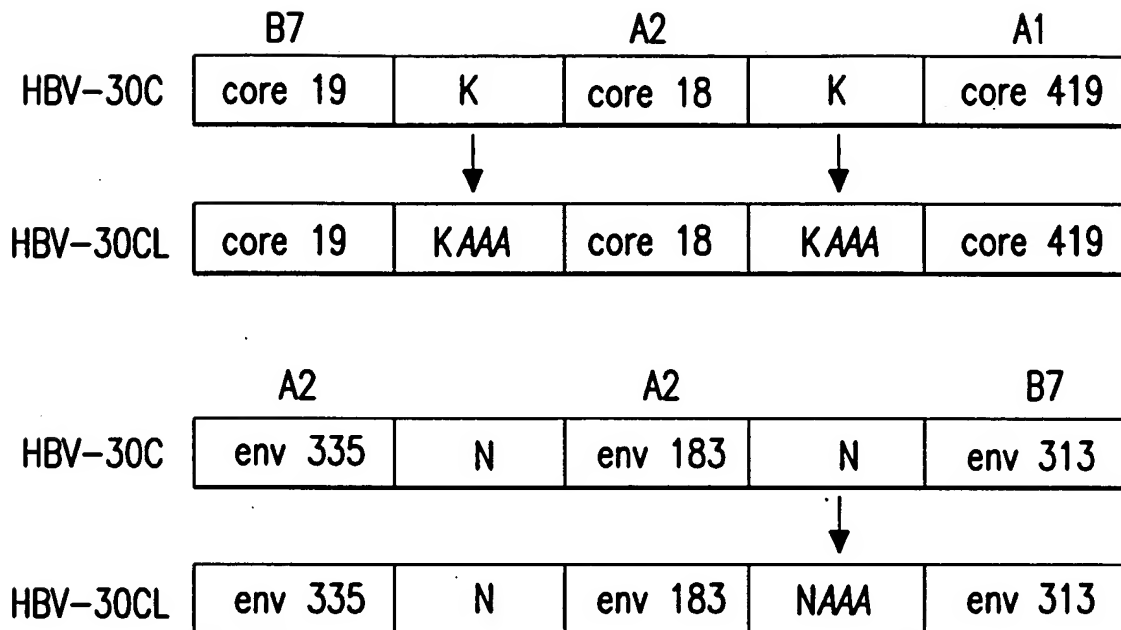 B7 A2 A1
HBV-30C core 19 K core 18 K core 419
HBV-30CL core 19 KAAA core 18 KAAA core 419
A2 A2 B7
HBV-30C env 335 N env 183 N env 313
HBV-30CL env 335 N env 183 NAAA env 313